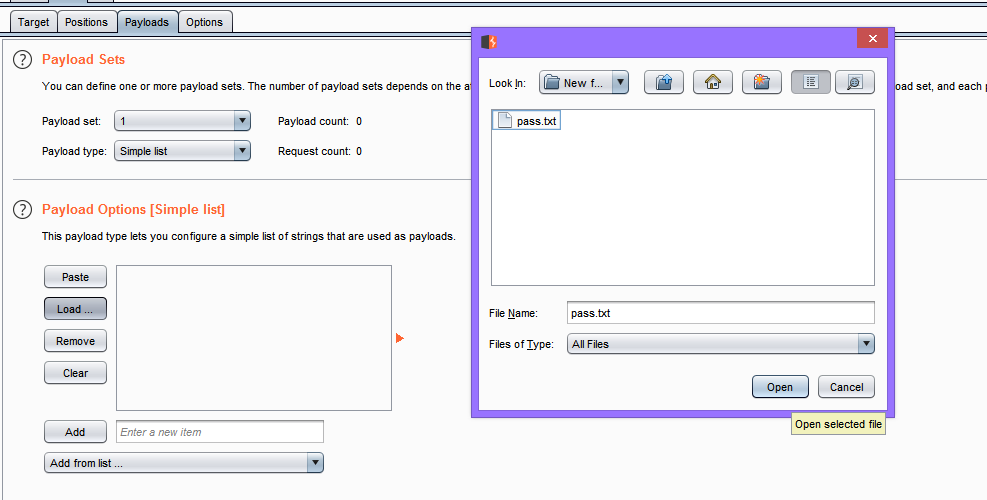 Target Positions Payloads Options
Payload Sets
You can define one or more payload sets. The number of payload sets depends on the at
oad set, and each p
Payload set: 1 Payload count: 0
Payload type: Simple list Request count: 0
Payload Options [Simple list]
This payload type lets you configure a simple list of strings that are used as payloads.
Paste
Load ...
Remove
Clear
Add Enter a new item
Add from list ...
Look In: New f...
pass.txt
File Name: pass.txt
Files of Type: All Files
Open Cancel
Open selected file